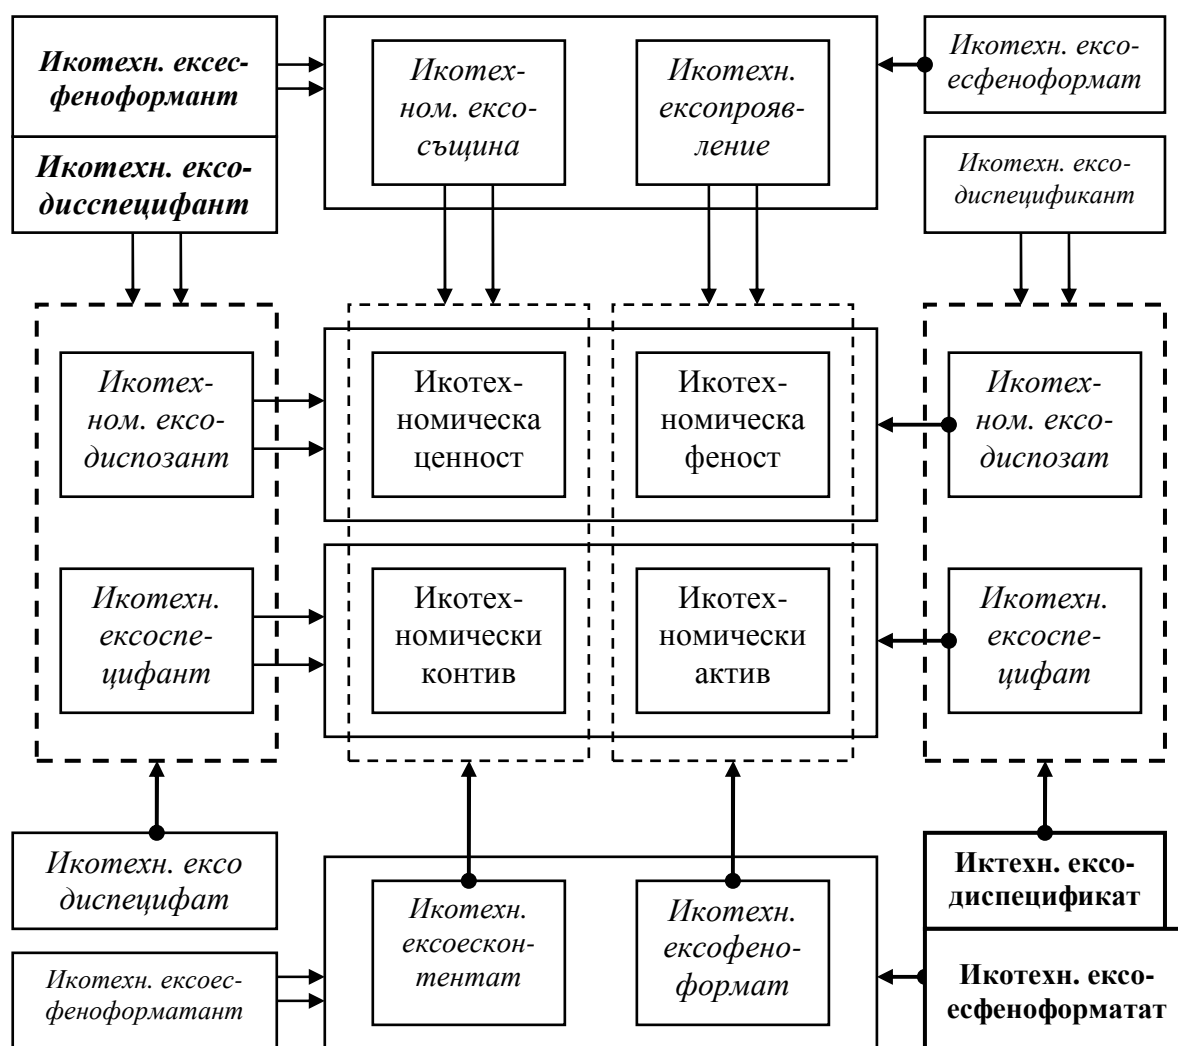 Икотехн. ексес-
феноформант
Икотехн. ексо-
дисспецифант
Икотех-
ном. ексо-
същина
Икотехн.
ексопрояв-
ление
Икотехн. ексо-
есфеноформат
Икотехн. ексо-
диспецификант
Икотех-
ном. ексо-
диспозант
Икотех-
номическа
ценност
Икотех-
номическа
феност
Икотех-
ном. ексо-
диспозат
Икотехн.
ексоспе-
цифант
Икотех-
номически
контив
Икотех-
номически
актив
Икотехн.
ексоспе-
цифат
Икотехн. ексо
диспецифат
Икотехн. ексоес-
феноформатант
Икотехн.
ексоескон-
тентат
Икотехн.
ексофено-
формат
Иктехн. ексо-
диспецификат
Икотехн. ексо-
есфеноформатат